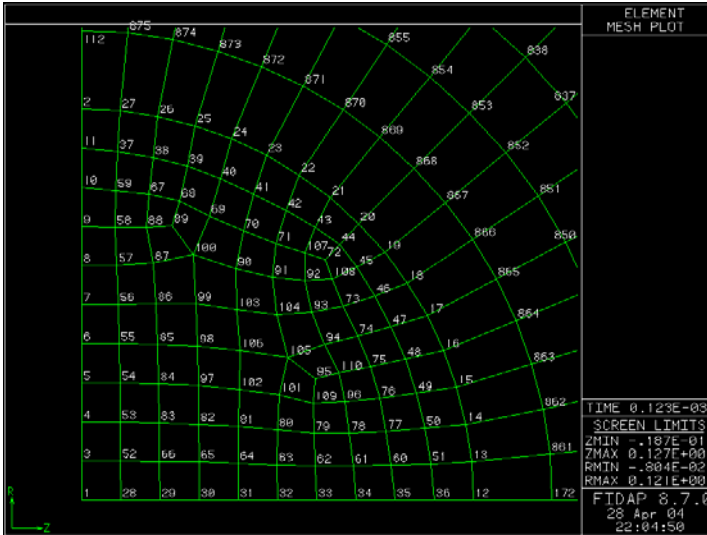 ELEMENT
MESH PLOT
875
112 874
873
872 855 838
871 854
2 27 26 870 853 837
25 869
24 852
11 37 38 23 868
39 22 851
40 867
10 59 67 41 21
68 42 20 866 850
69 43
9 58 88 89 70 44 19
71 107 72 45 865
8 57 87 100 90 91 92 108 18
46
7 56 86 99 103 104 93 73 17 864
47
6 55 85 98 106 94 74 16
105 75 48 863
110
5 54 84 97 102 101 95 76 49 15
109 96 862
4 53 83 82 81 80 79 78 77 50 14
3 52 66 65 64 63 62 61 60 51 13 861
1 28 29 30 31 32 33 34 35 36 12 172
R
Z
TIME 0.123E-03
SCREEN LIMITS
ZMIN -.187E-01
ZMAX 0.127E+00
RMIN -.804E-02
RMAX 0.121E+00
FIDAP 8.7.0
28 Apr 04
22:04:50